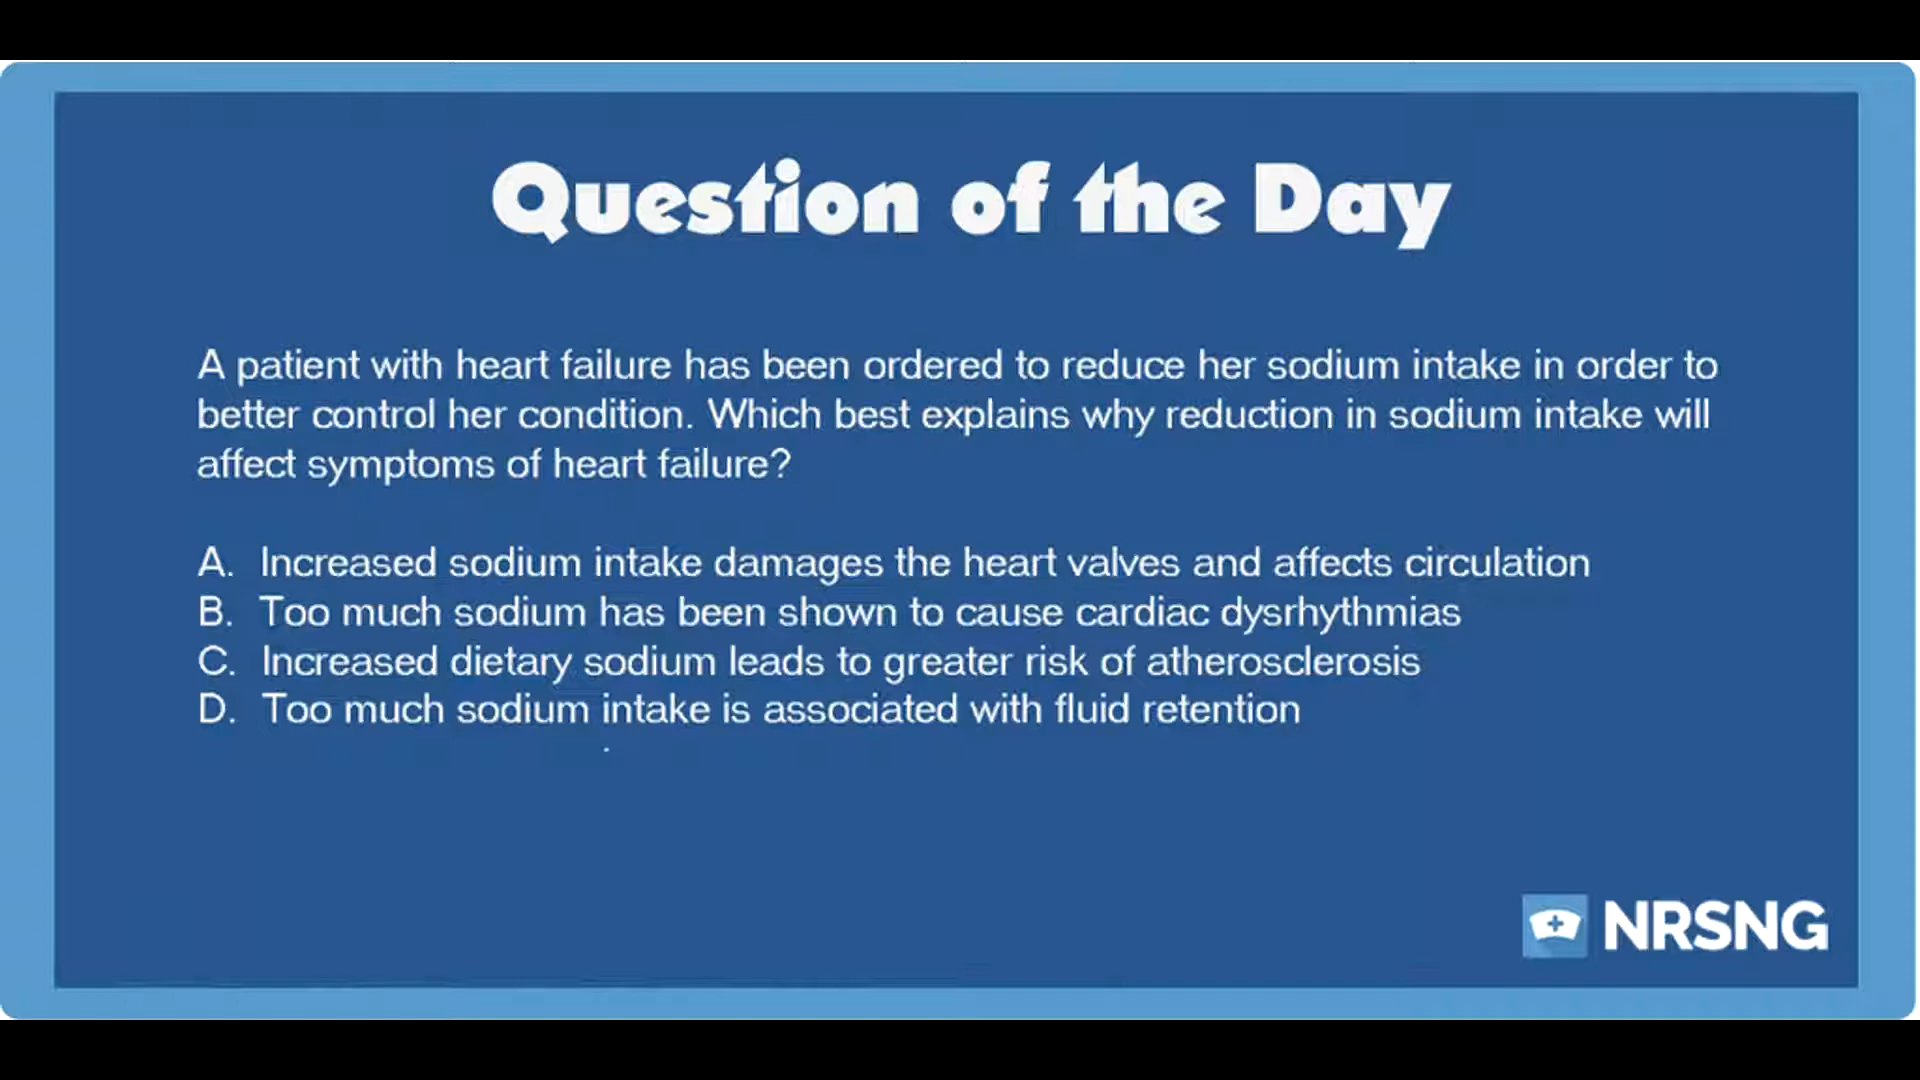 Question of the Day
A patient with heart failure has been ordered to reduce her sodium intake in order to
better control her condition. Which best explains why reduction in sodium intake will
affect symptoms of heart failure?
A. Increased sodium intake damages the heart valves and affects circulation
B. Too much sodium has been shown to cause cardiac dysrhythmias
C. Increased dietary sodium leads to greater risk of atherosclerosis
D. Too much sodium intake is associated with fluid retention
NRSNG